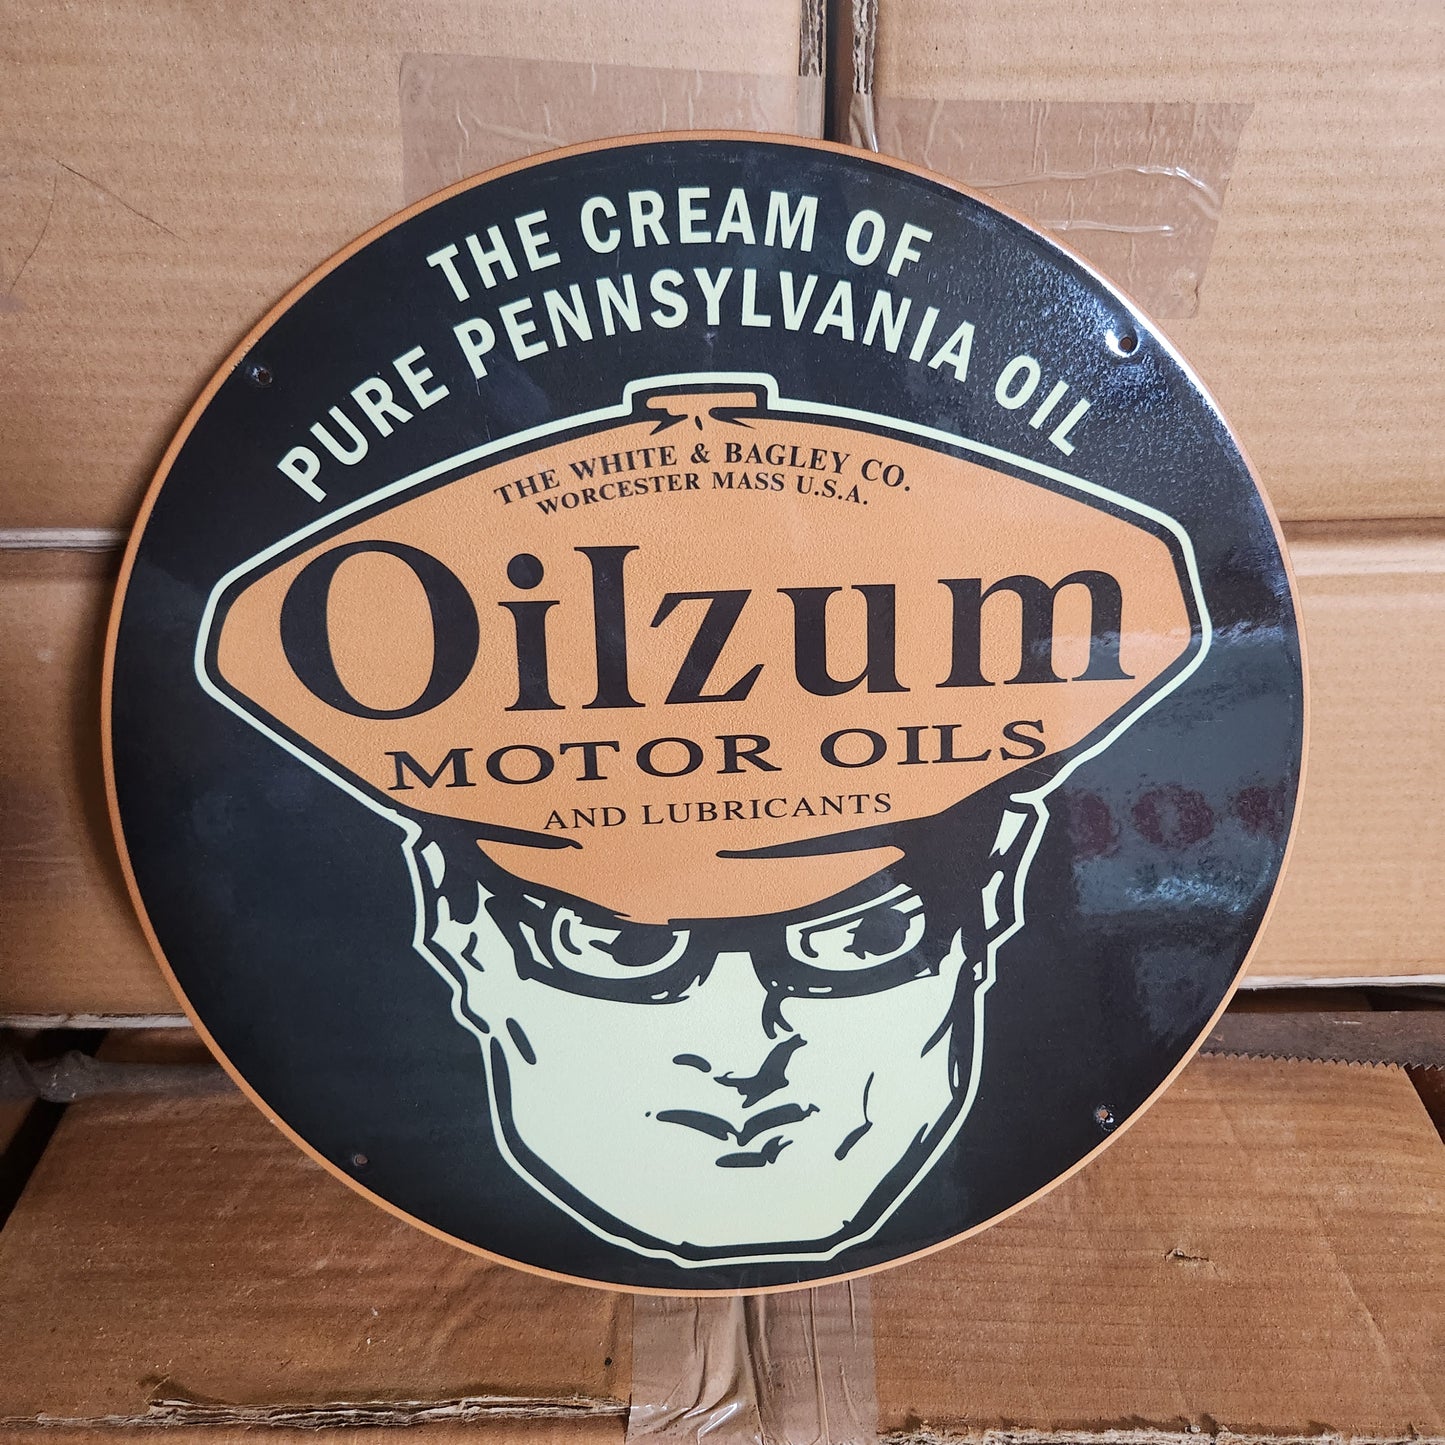 THE CREAM OF
PURE PENNSYLVANIA OIL
THE WHITE & BAGLEY CO.
WORCESTER MASS U.S.A.
Oilzum
MOTOR OILS
AND LUBRICANTS